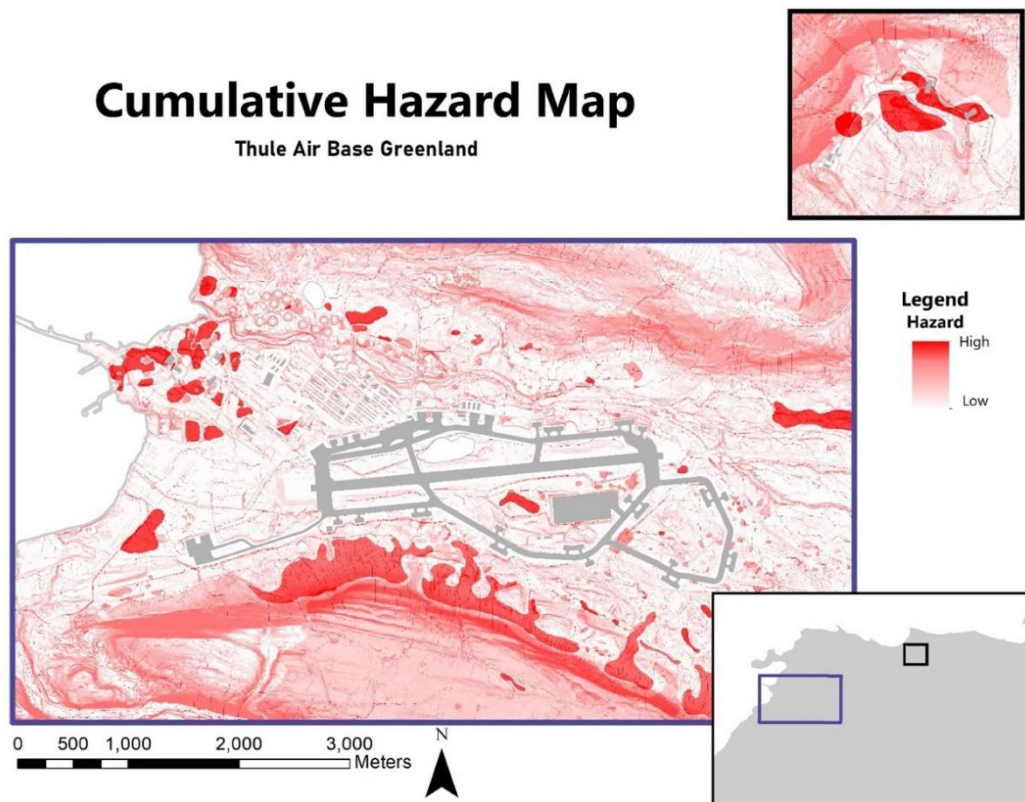 Cumulative Hazard Map
Thule Air Base Greenland
Legend
Hazard
High
Low
0 500 1,000 2,000 3,000
Meters
N